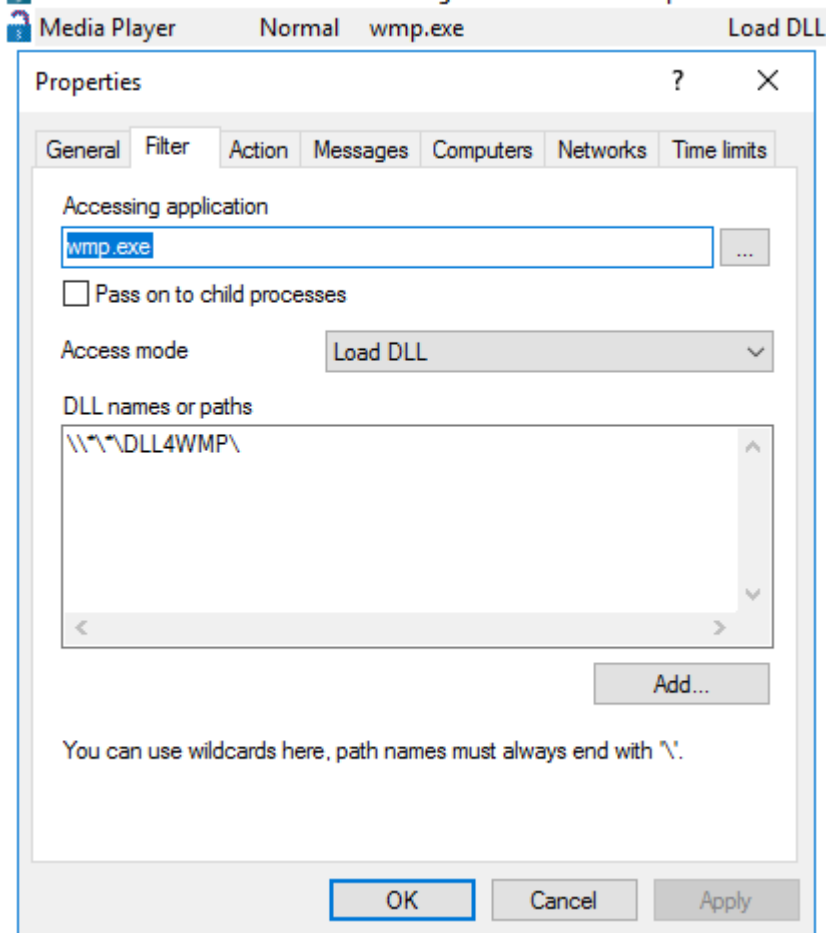 Media Player Normal wmp.exe Load DLL
Properties ? X
General Filter Action Messages Computers Networks Time limits
Accessing application
wmp.exe ...
Pass on to child processes
Access mode Load DLL
DLL names or paths
\\*\*\DLL4WMP\
Add...
You can use wildcards here, path names must always end with '\'.
OK Cancel Apply